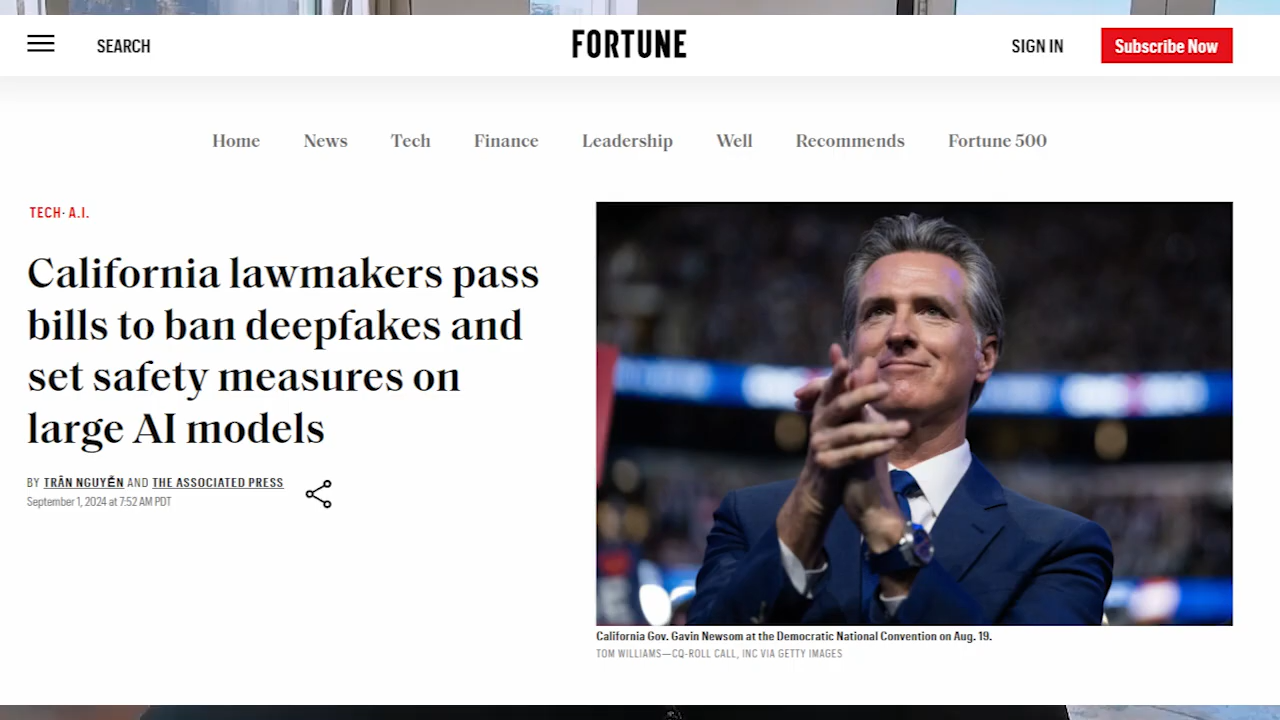 SEARCH
FORTUNE
SIGN IN
Subscribe Now
Home
News
Tech
Finance
Leadership
Well
Recommends
Fortune 500
TECH· A.I.
California lawmakers pass
bills to ban deepfakes and
set safety measures on
large AI models
BY TRÂN NGUYỄN AND THE ASSOCIATED PRESS
September 1, 2024 at 7:52 AM PDT
California Gov. Gavin Newsom at the Democratic National Convention on Aug. 19.
TOM WILLIAMS—CQ-ROLL CALL, INC VIA GETTY IMAGES